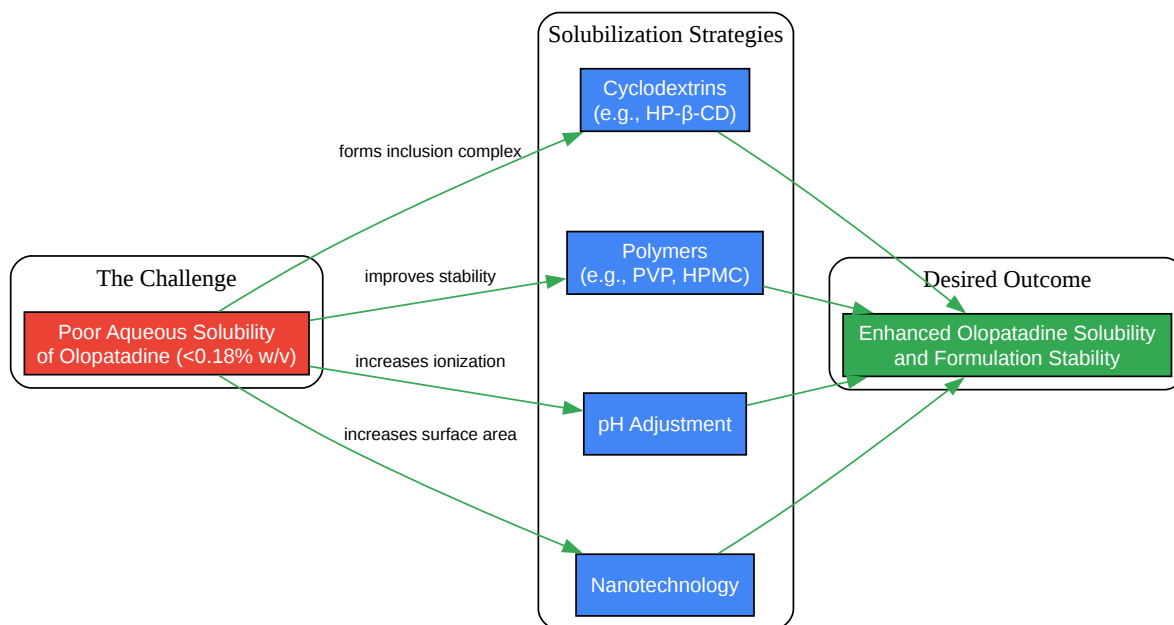 Solubilization Strategies
Cyclodextrins
(e.g., HP-β-CD)
forms inclusion complex
The Challenge
Poor Aqueous Solubility
of Olopatadine (<0.18% w/v)
improves stability
Polymers
(e.g., PVP, HPMC)
Desired Outcome
Enhanced Olopatadine Solubility
and Formulation Stability
increases ionization
pH Adjustment
increases surface area
Nanotechnology